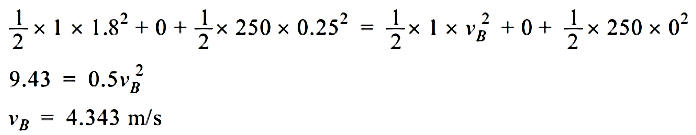 ½ × 1 × 1.8² + 0 + ½ × 250 × 0.25² = ½ × 1 × v_B² + 0 + ½ × 250 × 0²
9.43 = 0.5v_B²
v_B = 4.343 m/s